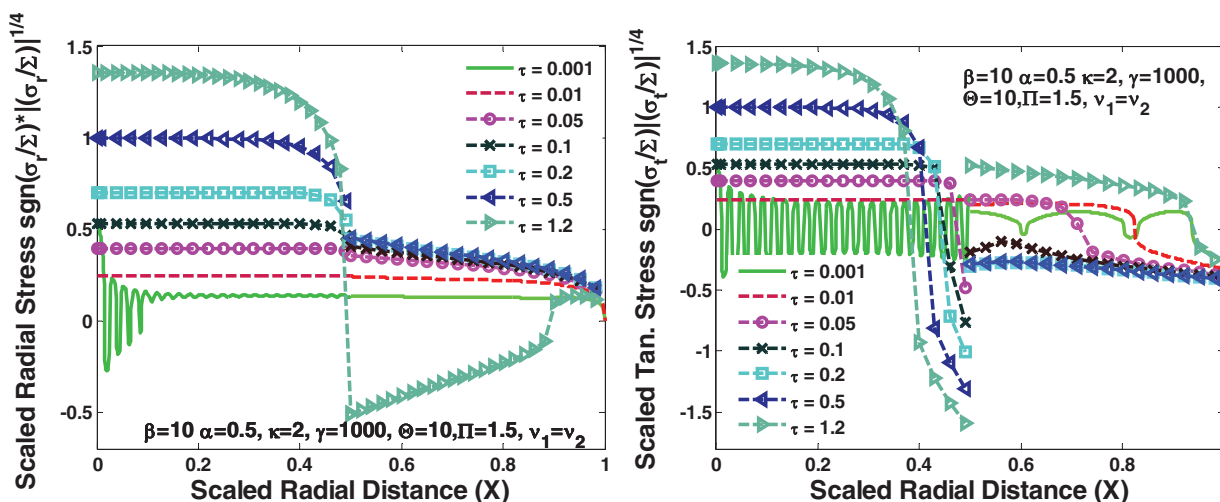 Scaled Radial Stress sgn(σr/Σ)*|(σr/Σ)|^1/4
1.5
1
0.5
0
-0.5
0
0.2
0.4
0.6
0.8
1
Scaled Radial Distance (X)
τ = 0.001
τ = 0.01
τ = 0.05
τ = 0.1
τ = 0.2
τ = 0.5
τ = 1.2
β=10 α=0.5, κ=2, γ=1000, Θ=10,Π=1.5, ν1=ν2
Scaled Tan. Stress sgn(σt/Σ)|(σt/Σ)|^1/4
1.5
1
0.5
0
-0.5
-1
-1.5
0
0.2
0.4
0.6
0.8
Scaled Radial Distance (X)
β=10 α=0.5 κ=2, γ=1000,
Θ=10,Π=1.5, ν1=ν2
τ = 0.001
τ = 0.01
τ = 0.05
τ = 0.1
τ = 0.2
τ = 0.5
τ = 1.2